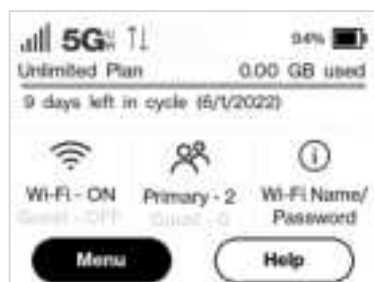 5G UW 94%
Unlimited Plan 0.00 GB used
9 days left in cycle (6/1/2022)
Wi-Fi - ON Primary - 2 Wi-Fi Name/
Guest - OFF Guest - 0 Password
Menu Help